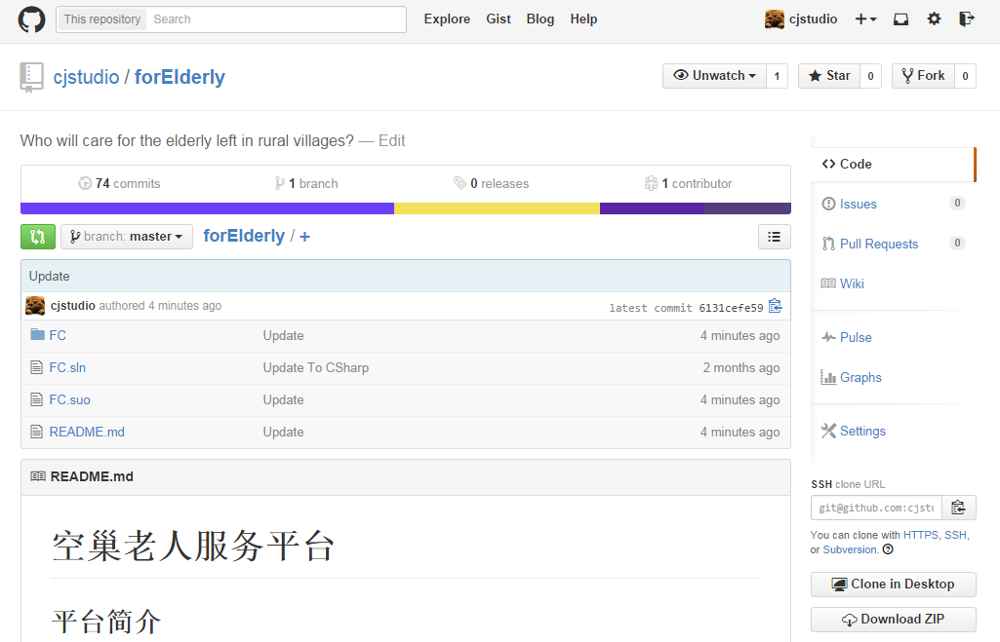 This repository Search Explore Gist Blog Help cjstudio
cjstudio / forElderly Unwatch 1 Star 0 Fork 0
Who will care for the elderly left in rural villages? — Edit
74 commits 1 branch 0 releases 1 contributor
branch: master forElderly / +
Update
cjstudio authored 4 minutes ago latest commit 6131cefe59
FC Update 4 minutes ago
FC.sln Update To CSharp 2 months ago
FC.suo Update 4 minutes ago
README.md Update 4 minutes ago
README.md
空巢老人服务平台
平台简介
Code
Issues 0
Pull Requests 0
Wiki
Pulse
Graphs
Settings
SSH clone URL
git@github.com:cjstu
You can clone with HTTPS, SSH,
or Subversion.
Clone in Desktop
Download ZIP